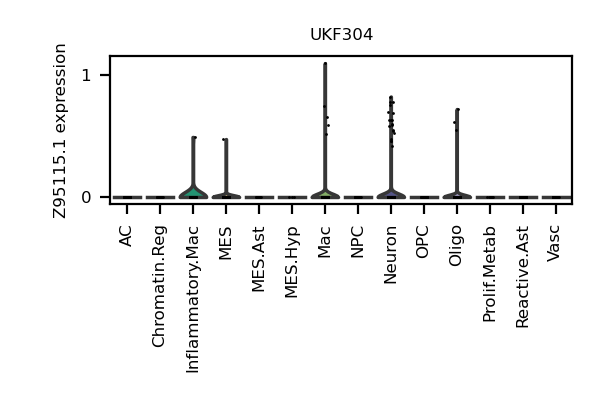 UKF304
Z95115.1 expression
1
0
AC
Chromatin.Reg
Inflammatory.Mac
MES
MES.Ast
MES.Hyp
Mac
NPC
Neuron
OPC
Oligo
Prolif.Metab
Reactive.Ast
Vasc